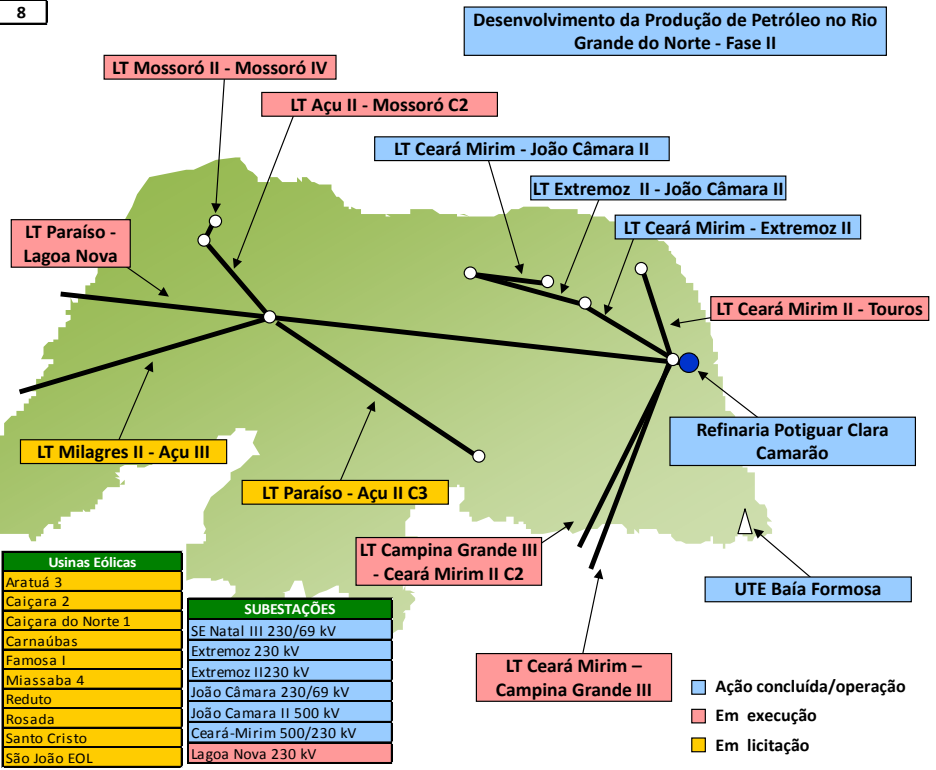 8
Desenvolvimento da Produção de Petróleo no Rio
Grande do Norte - Fase II
LT Mossoró II - Mossoró IV
LT Açu II - Mossoró C2
LT Ceará Mirim - João Câmara II
LT Extremoz II - João Câmara II
LT Ceará Mirim - Extremoz II
LT Paraíso -
Lagoa Nova
LT Ceará Mirim II - Touros
Refinaria Potiguar Clara
Camarão
LT Milagres II - Açu III
LT Paraíso - Açu II C3
LT Campina Grande III
- Ceará Mirim II C2
UTE Baía Formosa
LT Ceará Mirim –
Campina Grande III
Usinas Eólicas
Aratuá 3
Caiçara 2
Caiçara do Norte 1
Carnaúbas
Famosa I
Miassaba 4
Reduto
Rosada
Santo Cristo
São João EOL
SUBESTAÇÕES
SE Natal III 230/69 kV
Extremoz 230 kV
Extremoz II230 kV
João Câmara 230/69 kV
João Camara II 500 kV
Ceará-Mirim 500/230 kV
Lagoa Nova 230 kV
Ação concluída/operação
Em execução
Em licitação